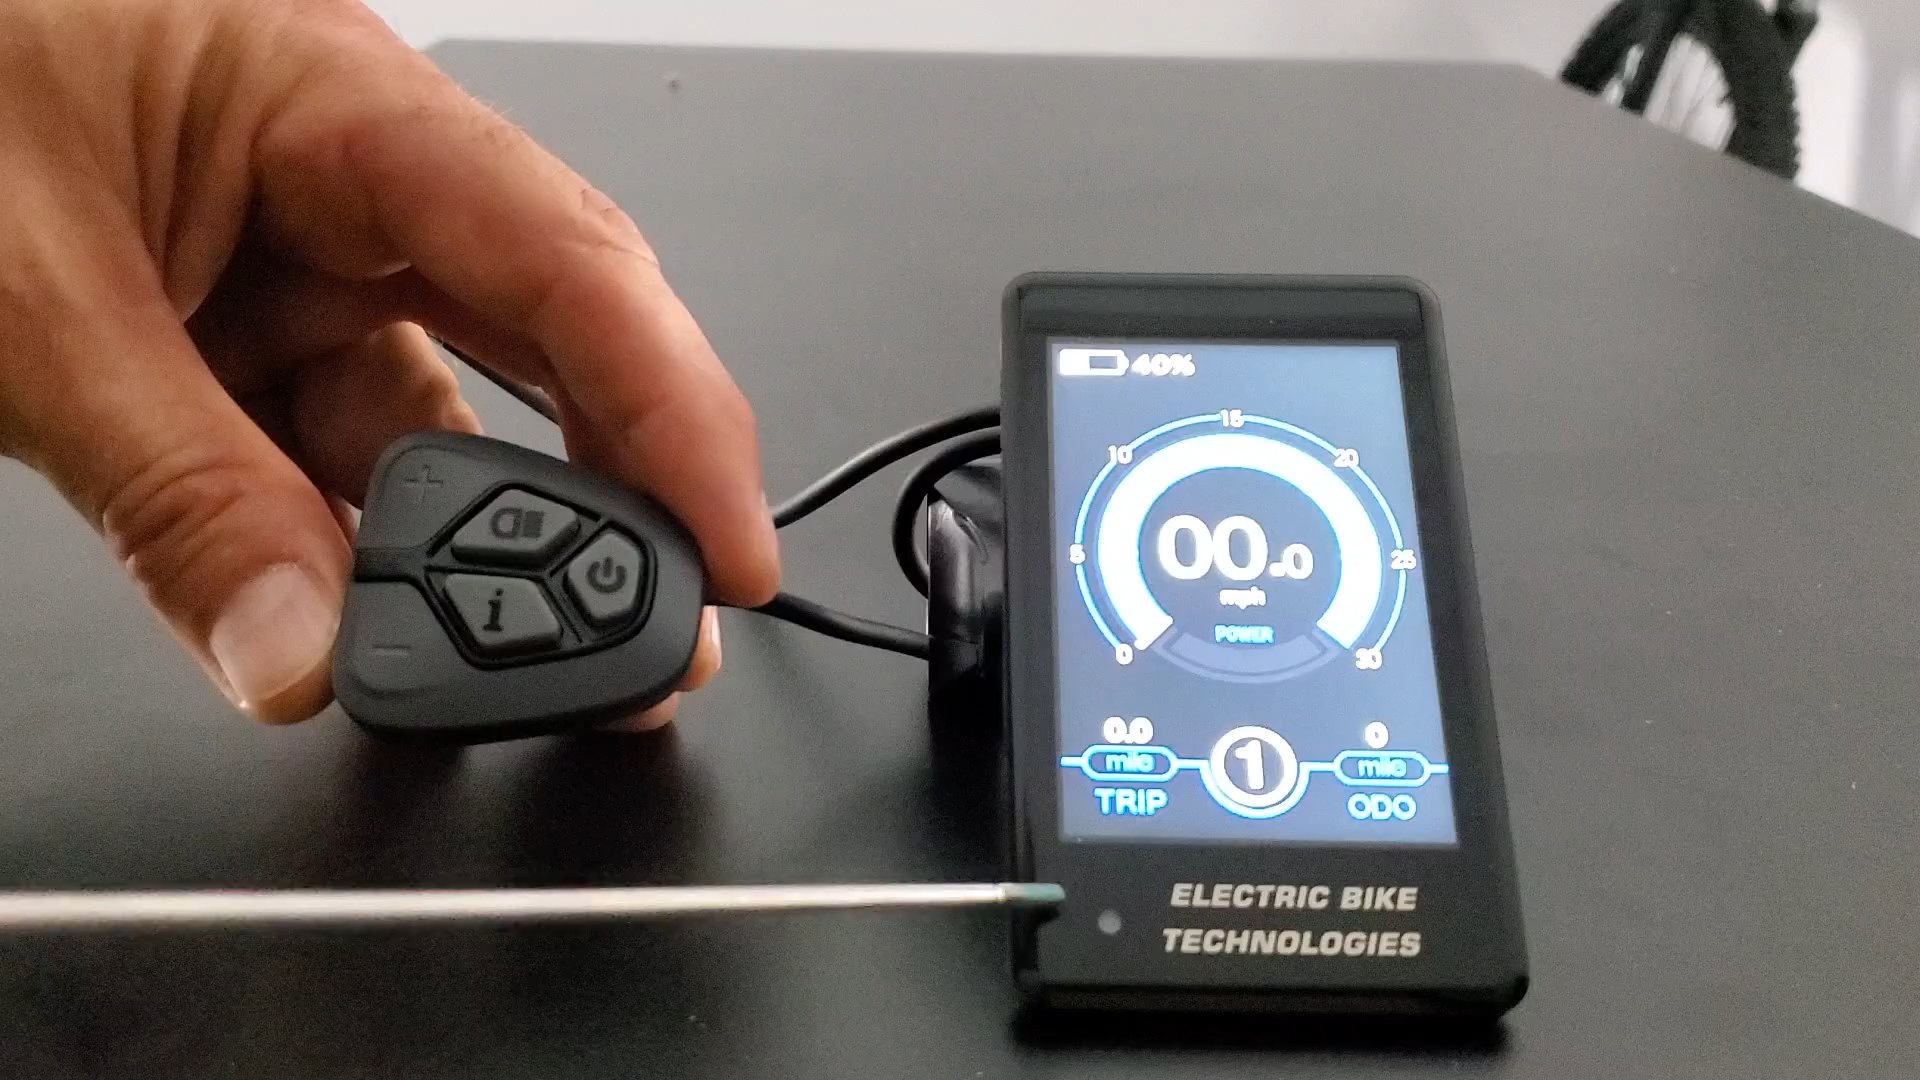 40%
15
10 20
00.0
5 25
mph
POWER
0 30
0.0 0
mile 1 mile
TRIP ODO
+
i
−
ELECTRIC BIKE
TECHNOLOGIES